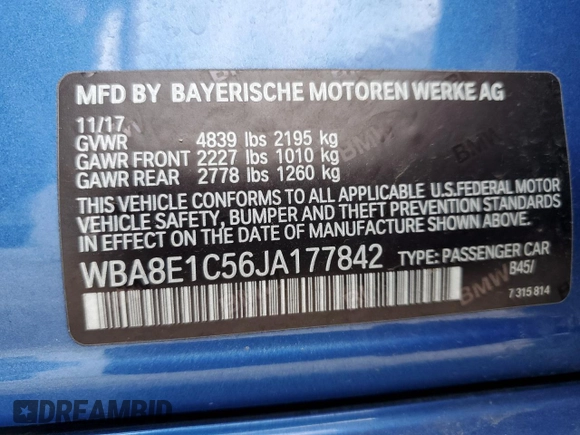 MFD BY BAYERISCHE MOTOREN WERKE AG
11/17
GVWR 4839 lbs 2195 kg
GAWR FRONT 2227 lbs 1010 kg
GAWR REAR 2778 lbs 1260 kg
THIS VEHICLE CONFORMS TO ALL APPLICABLE U.S.FEDERAL MOTOR
VEHICLE SAFETY, BUMPER AND THEFT PREVENTION STANDARDS
IN EFFECT ON THE DATE OF MANUFACTURE SHOWN ABOVE.
WBA8E1C56JA177842 TYPE: PASSENGER CAR
B45/
7 315 814
BMW
BMW
BMW
DREAMBID